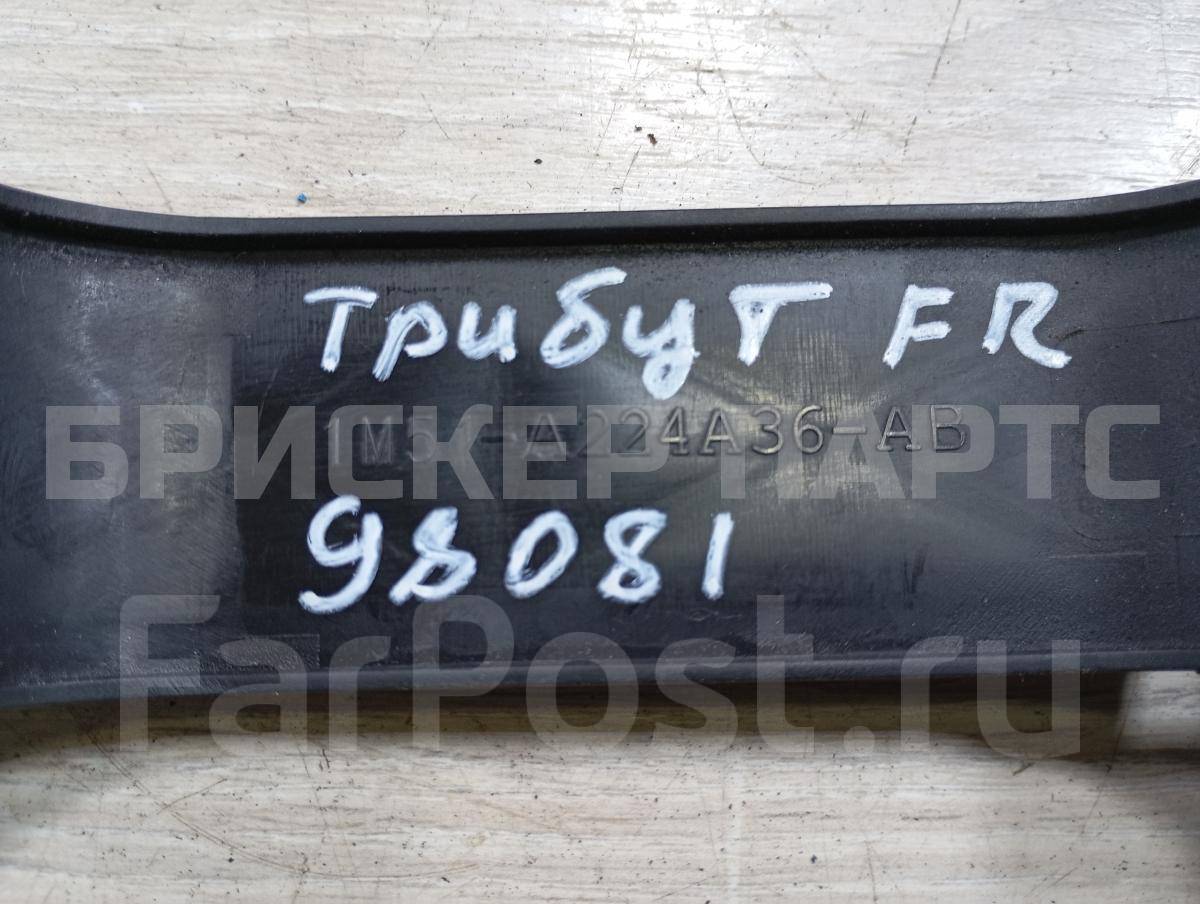 Трибут FR
1M51-A224A36-AB
БРИСКЕР ПАРТС
98081
FarPost.ru